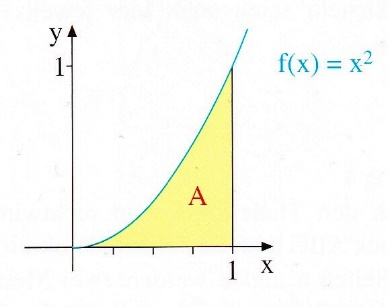 y
1
f(x) = x²
A
1
x